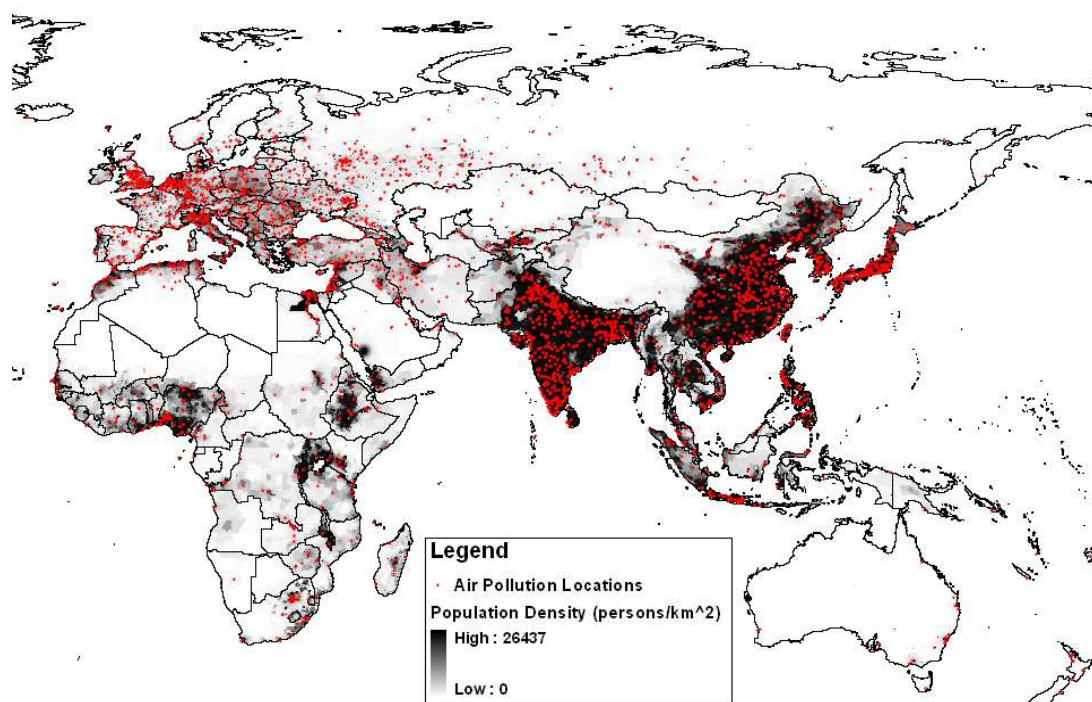 Legend
Air Pollution Locations
Population Density (persons/km^2)
High : 26437
Low : 0